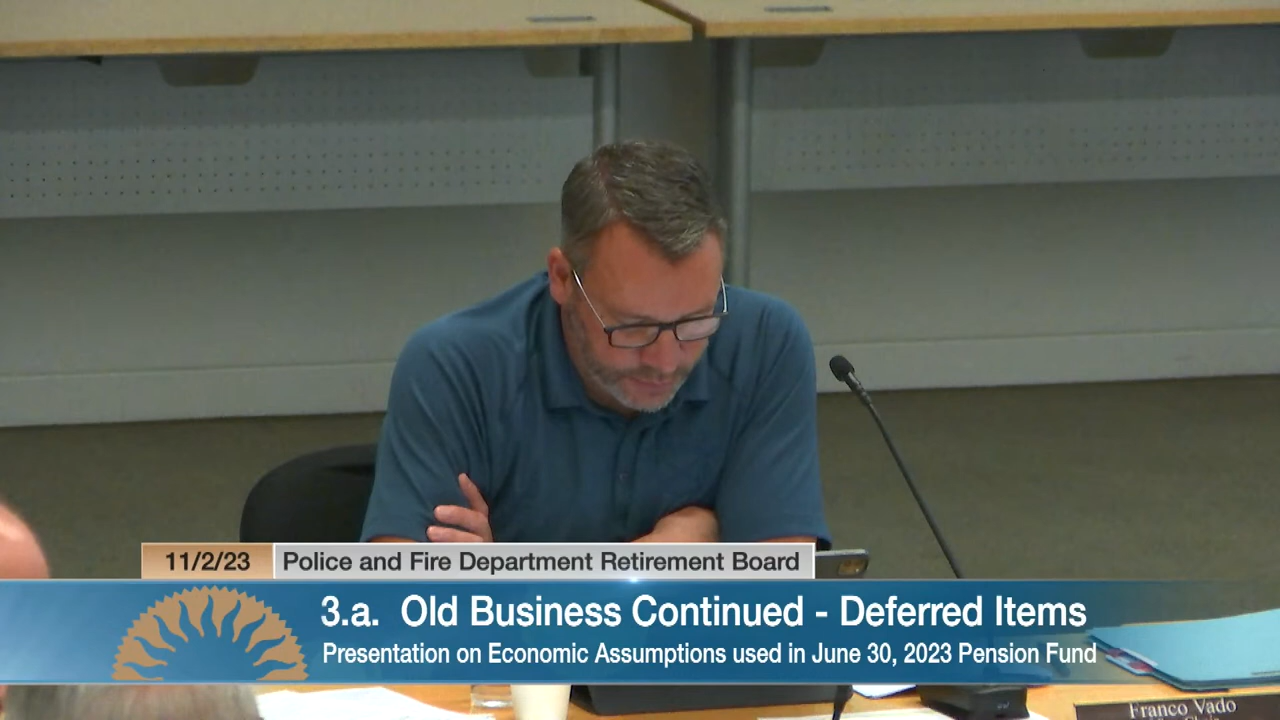 11/2/23 Police and Fire Department Retirement Board
3.a. Old Business Continued - Deferred Items
Presentation on Economic Assumptions used in June 30, 2023 Pension Fund
Franco Vado